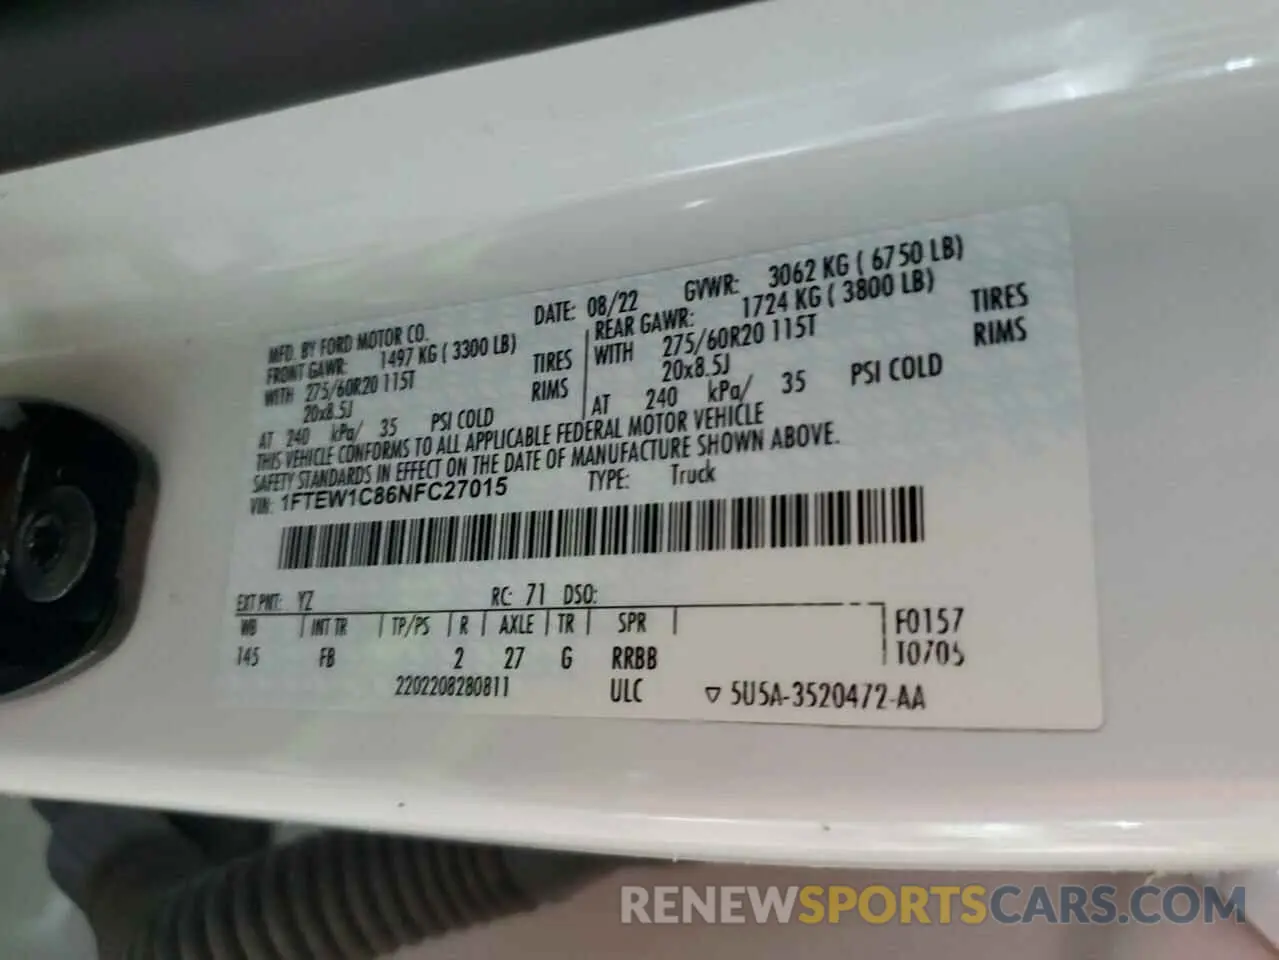 MFD. BY FORD MOTOR CO. DATE: 08/22 GVWR: 3062 KG ( 6750 LB)
FRONT GAWR: 1497 KG ( 3300 LB) REAR GAWR: 1724 KG ( 3800 LB)
WITH 275/60R20 115T TIRES WITH 275/60R20 115T TIRES
20x8.5J RIMS 20x8.5J RIMS
AT 240 kPa/ 35 PSI COLD AT 240 kPa/ 35 PSI COLD
THIS VEHICLE CONFORMS TO ALL APPLICABLE FEDERAL MOTOR VEHICLE
SAFETY STANDARDS IN EFFECT ON THE DATE OF MANUFACTURE SHOWN ABOVE.
VIN: 1FTEW1C86NFC27015 TYPE: Truck
EXT PNT: YZ RC: 71 DSO:
WB INT TR TP/PS R AXLE TR SPR F0157
145 FB 2 27 G RRBB T0705
2202208280811 ULC ▽ 5U5A-3520472-AA
RENEWSPORTSCARS.COM